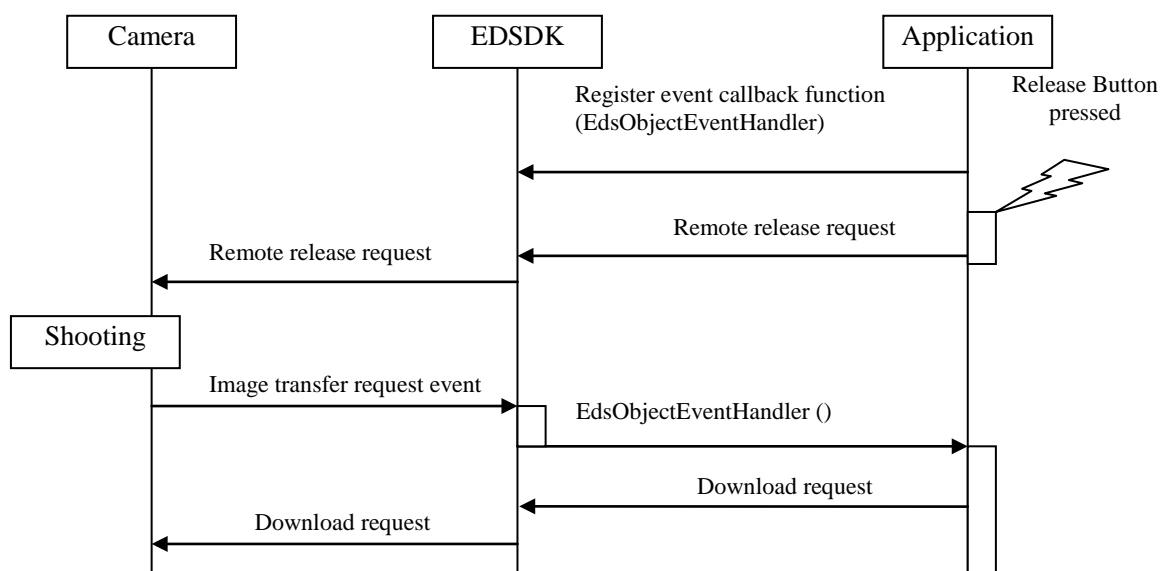 Camera
EDSDK
Application
Register event callback function
(EdsObjectEventHandler)
Release Button
pressed
Remote release request
Remote release request
Shooting
Image transfer request event
EdsObjectEventHandler ()
Download request
Download request